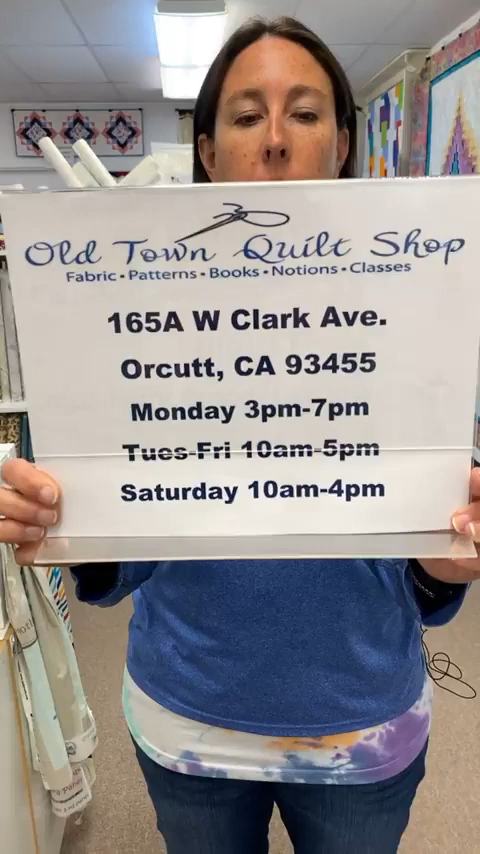 Old Town Quilt Shop
Fabric • Patterns • Books • Notions • Classes
165A W Clark Ave.
Orcutt, CA 93455
Monday 3pm-7pm
Tues-Fri 10am-5pm
Saturday 10am-4pm